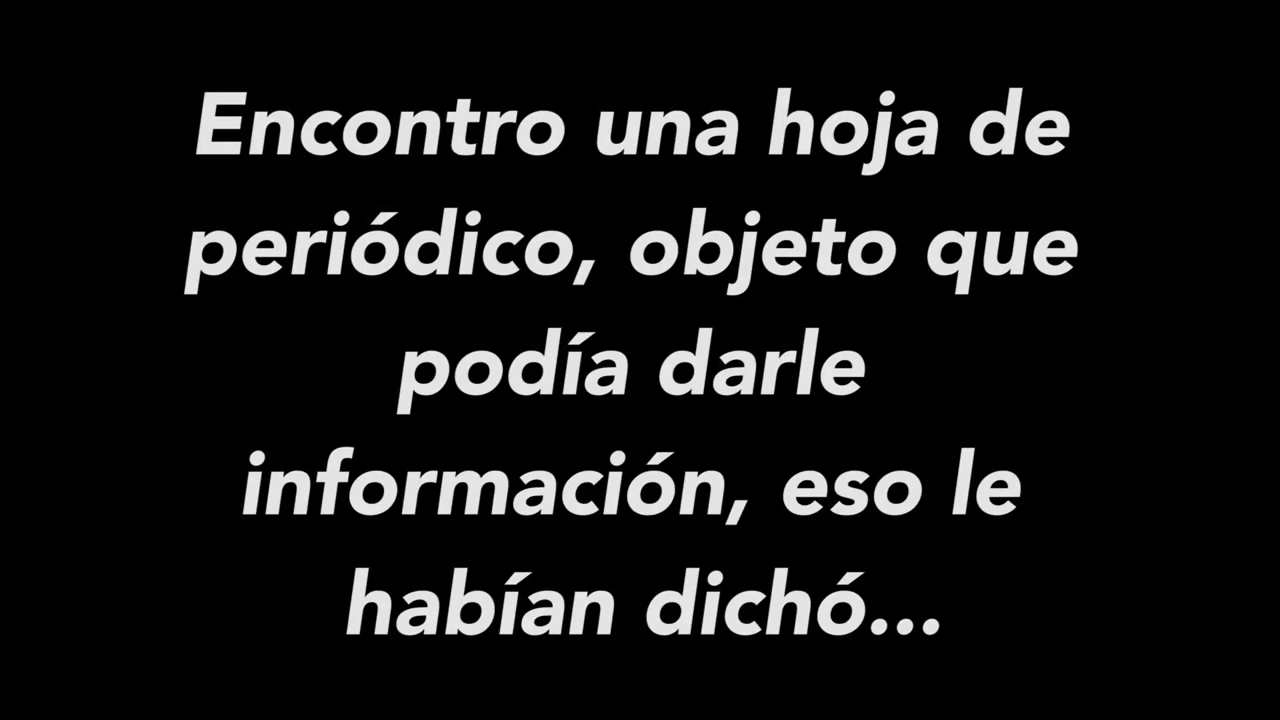 Encontro una hoja de
periódico, objeto que
podía darle
información, eso le
habían dichó...